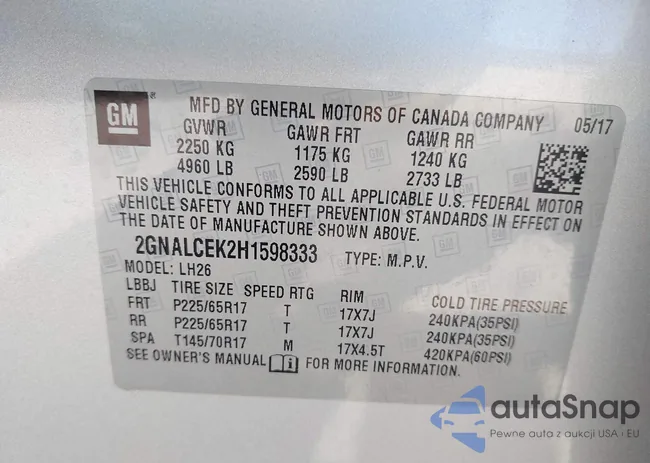 GM
MFD BY GENERAL MOTORS OF CANADA COMPANY 05/17
GVWR GAWR FRT GAWR RR
2250 KG 1175 KG 1240 KG
4960 LB 2590 LB 2733 LB
THIS VEHICLE CONFORMS TO ALL APPLICABLE U.S. FEDERAL MOTOR
VEHICLE SAFETY AND THEFT PREVENTION STANDARDS IN EFFECT ON
THE DATE OF MANUFACTURE SHOWN ABOVE.
2GNALCEK2H1598333 TYPE: M.P.V.
MODEL: LH26
LBBJ TIRE SIZE SPEED RTG RIM COLD TIRE PRESSURE
FRT P225/65R17 T 17X7J 240KPA(35PSI)
RR P225/65R17 T 17X7J 240KPA(35PSI)
SPA T145/70R17 M 17X4.5T 420KPA(60PSI)
SEE OWNER'S MANUAL i FOR MORE INFORMATION.
autaSnap
Pewne auta z aukcji USA i EU